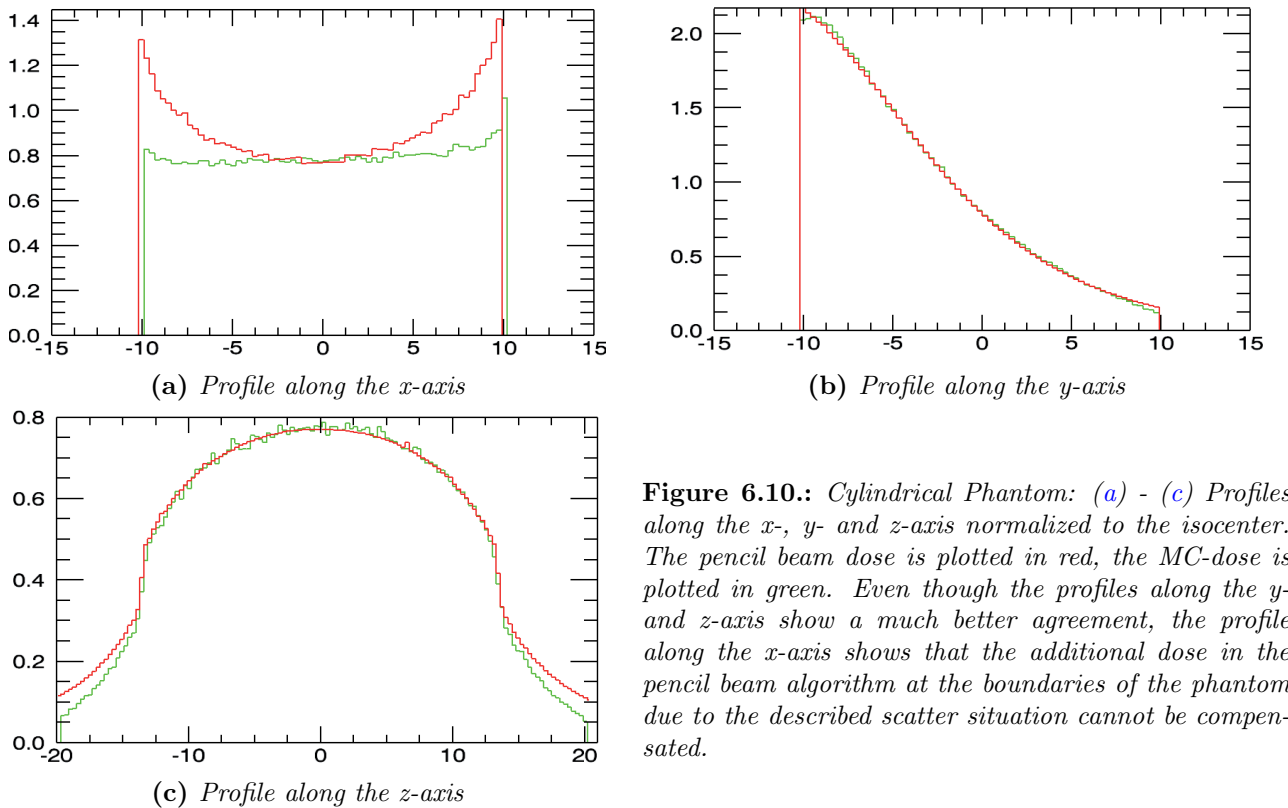 1.4
1.2
1.0
0.8
0.6
0.4
0.2
0.0
-15 -10 -5 0 5 10 15
(a) Profile along the x-axis
2.0
1.5
1.0
0.5
0.0
-15 -10 -5 0 5 10 15
(b) Profile along the y-axis
0.8
0.6
0.4
0.2
0.0
-20 -10 0 10 20
(c) Profile along the z-axis
Figure 6.10.: Cylindrical Phantom: (a) - (c) Profiles
along the x-, y- and z-axis normalized to the isocenter.
The pencil beam dose is plotted in red, the MC-dose is
plotted in green. Even though the profiles along the y-
and z-axis show a much better agreement, the profile
along the x-axis shows that the additional dose in the
pencil beam algorithm at the boundaries of the phantom
due to the described scatter situation cannot be compen-
sated.